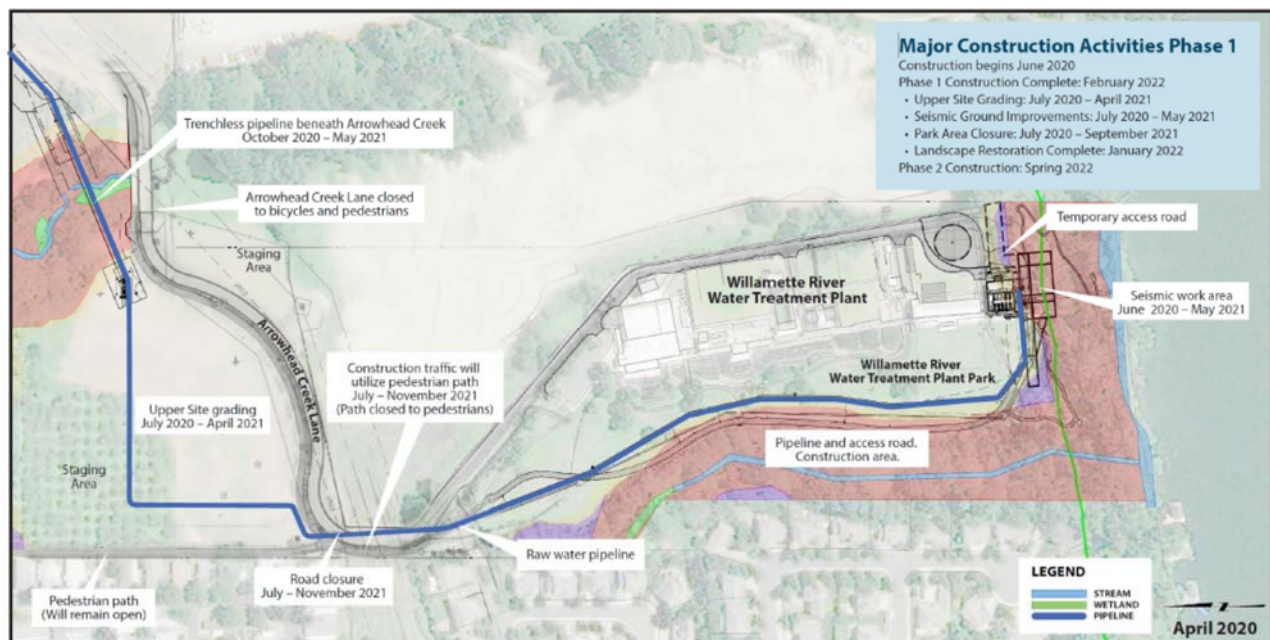 Major Construction Activities Phase 1
Construction begins June 2020
Phase 1 Construction Complete: February 2022
• Upper Site Grading: July 2020 – April 2021
• Seismic Ground Improvements: July 2020 – May 2021
• Park Area Closure: July 2020 – September 2021
• Landscape Restoration Complete: January 2022
Phase 2 Construction: Spring 2022
Trenchless pipeline beneath Arrowhead Creek
October 2020 – May 2021
Arrowhead Creek Lane closed
to bicycles and pedestrians
Staging
Area
Temporary access road
Willamette River
Water Treatment Plant
Seismic work area
June 2020 – May 2021
Arrowhead Creek Lane
Construction traffic will
utilize pedestrian path
July – November 2021
(Path closed to pedestrians)
Willamette River
Water Treatment Plant Park
Upper Site grading
July 2020 – April 2021
Pipeline and access road.
Construction area.
Staging
Area
Raw water pipeline
Road closure
July – November 2021
Pedestrian path
(Will remain open)
LEGEND
STREAM
WETLAND
PIPELINE
Z
April 2020